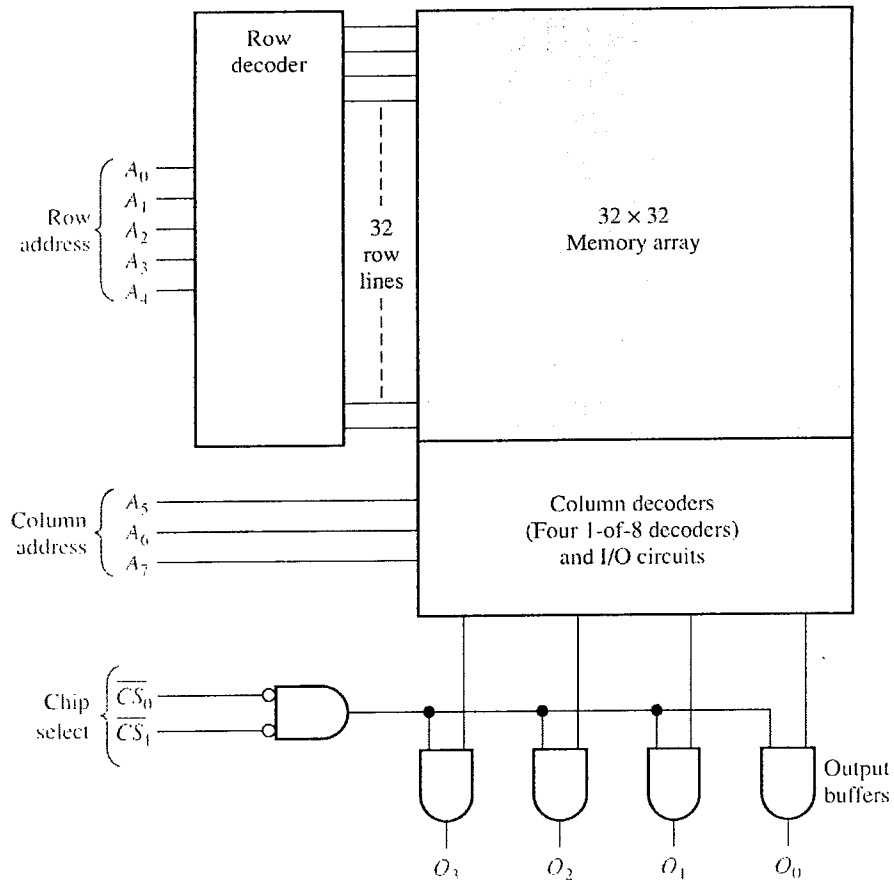 Row
decoder
Row
address
A₀
A₁
A₂
A₃
A₄
32
row
lines
32 × 32
Memory array
Column
address
A₅
A₆
A₇
Column decoders
(Four 1-of-8 decoders)
and I/O circuits
Chip
select
C̅S̅₀
C̅S̅₁
Output
buffers
O₃
O₂
O₁
O₀